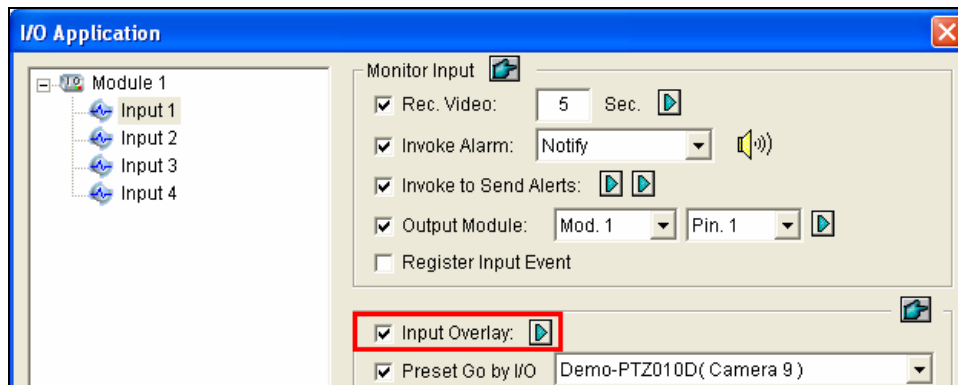 I/O Application
Module 1
Input 1
Input 2
Input 3
Input 4
Monitor Input
Rec. Video: 5 Sec.
Invoke Alarm: Notify
Invoke to Send Alerts:
Output Module: Mod. 1 Pin. 1
Register Input Event
Input Overlay:
Preset Go by I/O Demo-PTZ010D( Camera 9 )